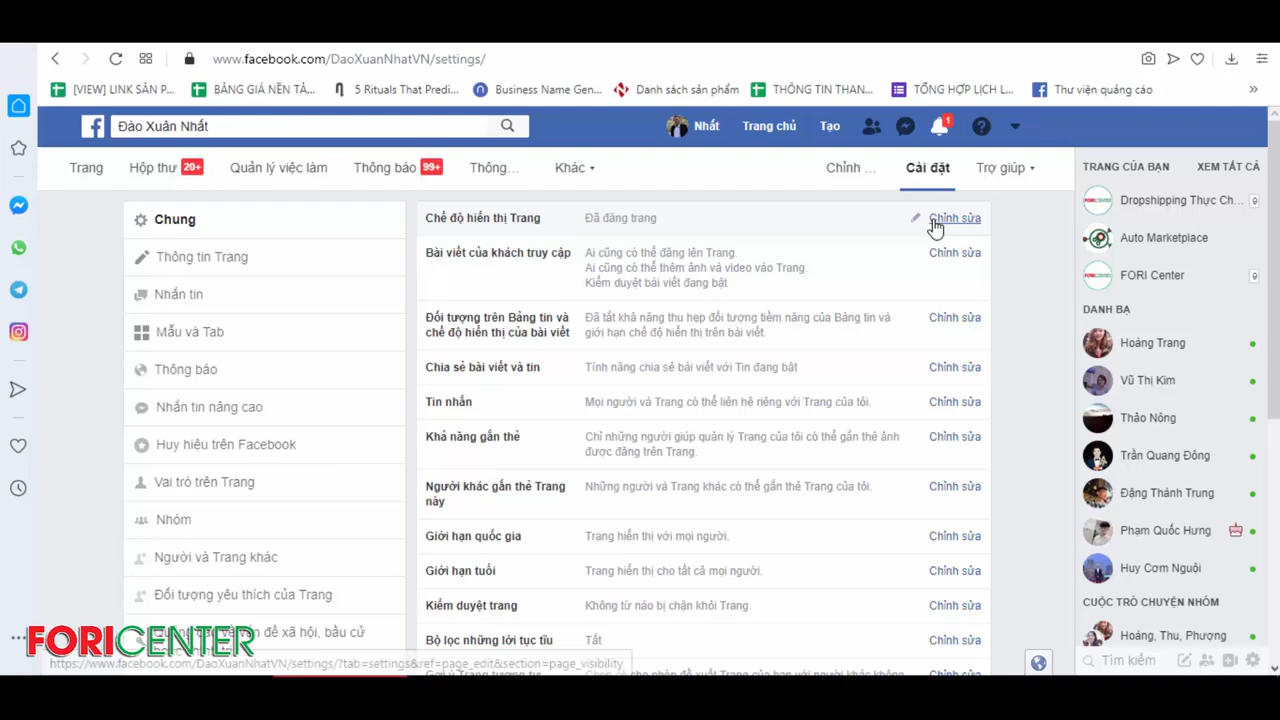 www.facebook.com/DaoXuanNhatVN/settings/
[VIEW] LINK SẢN P... BẢNG GIÁ NỀN TẢ... 5 Rituals That Predi... Business Name Gen... Danh sách sản phẩm THÔNG TIN THAN... TỔNG HỢP LỊCH L... Thư viện quảng cáo »
Đào Xuân Nhất
Nhất Trang chủ Tạo 1
Trang Hộp thư 20+ Quản lý việc làm Thông báo 99+ Thông... Khác Chỉnh ... Cài đặt Trợ giúp
Chung
Thông tin Trang
Nhắn tin
Mẫu và Tab
Thông báo
Nhắn tin nâng cao
Huy hiệu trên Facebook
Vai trò trên Trang
Nhóm
Người và Trang khác
Đối tượng yêu thích của Trang
Quảng cáo về vấn đề xã hội, bầu cử
Chế độ hiển thị Trang Đã đăng trang Chỉnh sửa
Bài viết của khách truy cập Ai cũng có thể đăng lên Trang. Chỉnh sửa
Ai cũng có thể thêm ảnh và video vào Trang.
Kiểm duyệt bài viết đang bật
Đối tượng trên Bảng tin và Đã tắt khả năng thu hẹp đối tượng tiềm năng của Bảng tin và Chỉnh sửa
chế độ hiển thị của bài viết giới hạn chế độ hiển thị trên bài viết.
Chia sẻ bài viết và tin Tính năng chia sẻ bài viết với Tin đang bật Chỉnh sửa
Tin nhắn Mọi người và Trang có thể liên hệ riêng với Trang của tôi. Chỉnh sửa
Khả năng gắn thẻ Chỉ những người giúp quản lý Trang của tôi có thể gắn thẻ ảnh Chỉnh sửa
được đăng trên Trang.
Người khác gắn thẻ Trang Những người và Trang khác có thể gắn thẻ Trang của tôi. Chỉnh sửa
này
Giới hạn quốc gia Trang hiển thị với mọi người. Chỉnh sửa
Giới hạn tuổi Trang hiển thị cho tất cả mọi người. Chỉnh sửa
Kiểm duyệt trang Không từ nào bị chặn khỏi Trang. Chỉnh sửa
Bộ lọc những lời tục tĩu Tắt Chỉnh sửa
TRANG CỦA BẠN XEM TẤT CẢ
Dropshipping Thực Ch...
Auto Marketplace
FORI Center
DANH BẠ
Hoàng Trang
Vũ Thị Kim
Thảo Nông
Trần Quang Đông
Đặng Thành Trung
Phạm Quốc Hưng
Huy Cơm Nguội
CUỘC TRÒ CHUYỆN NHÓM
Hoàng, Thu, Phượng
Tìm kiếm
FORICENTER
https://www.facebook.com/DaoXuanNhatVN/settings/?tab=settings&ref=page_edit&section=page_visibility